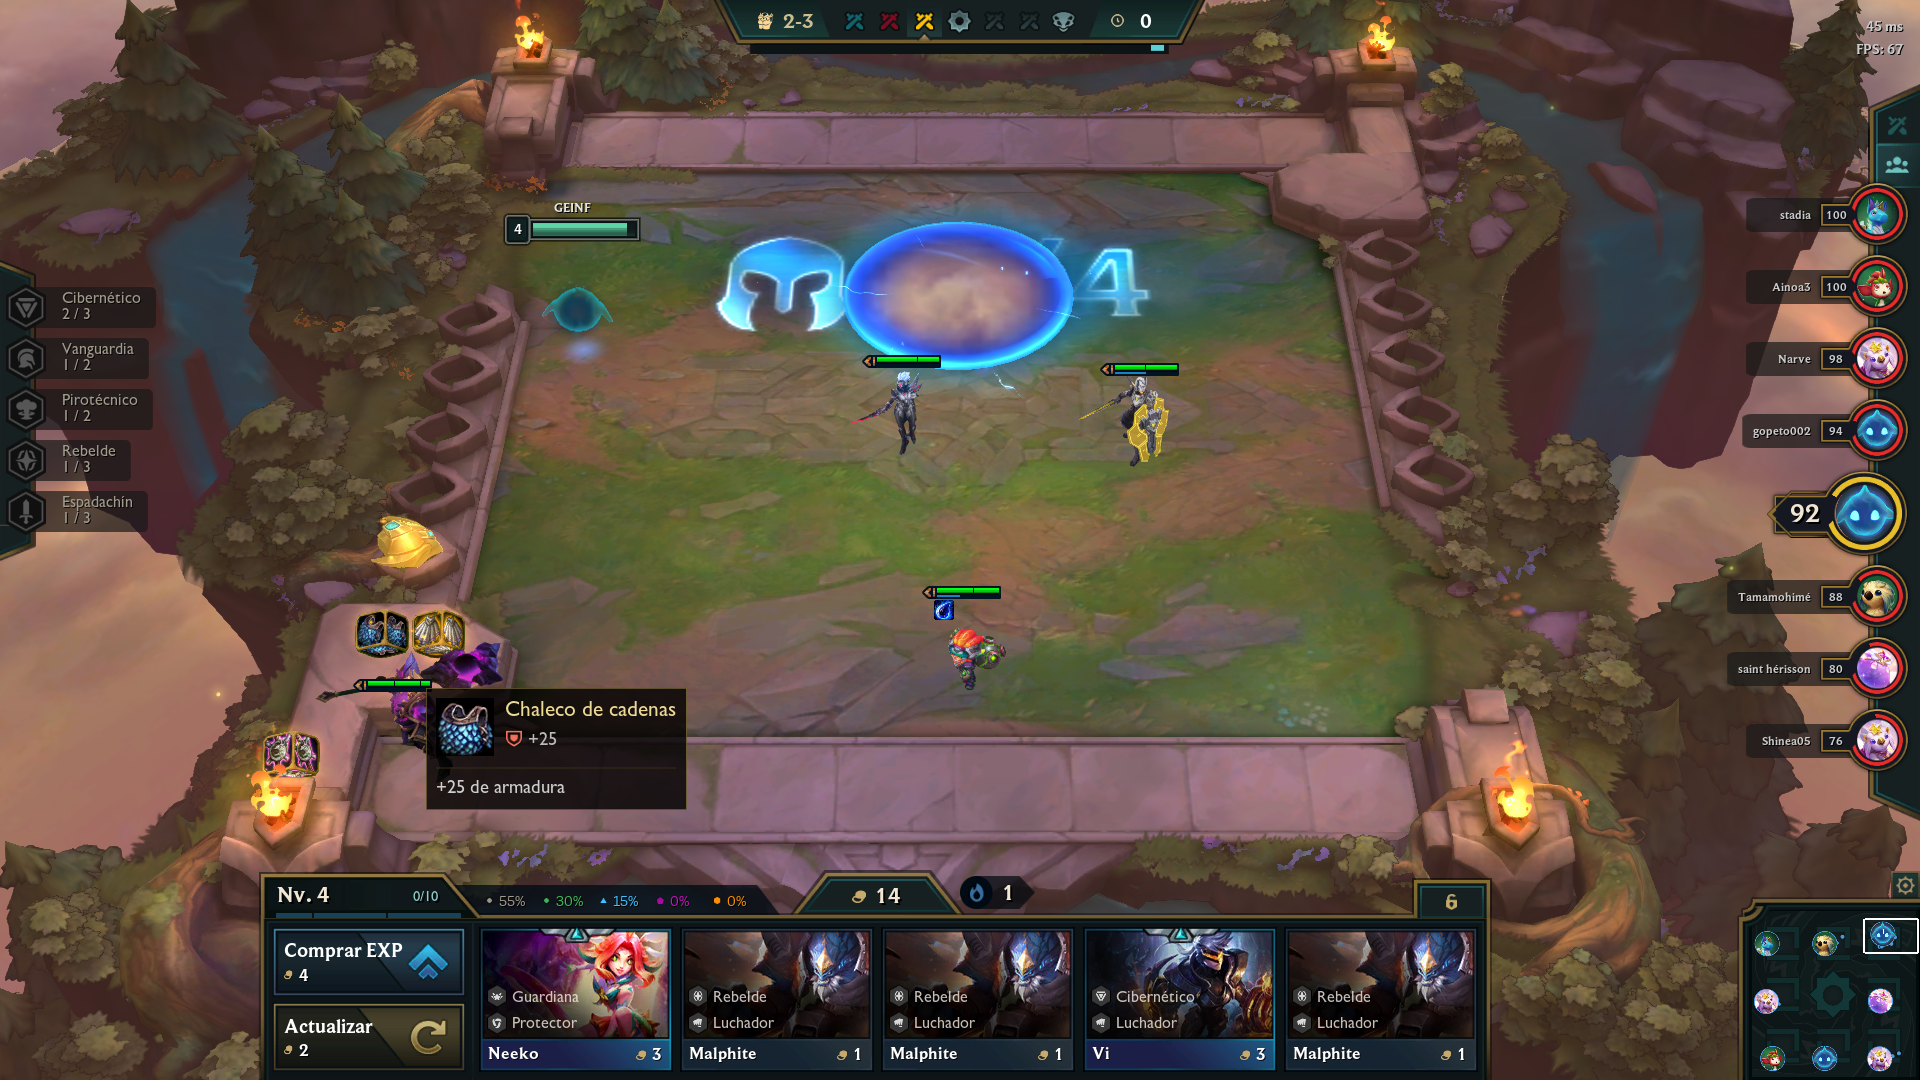 2-3
0
45 ms
FPS: 67
GEINF
4
4
stadia 100
Ainoa3 100
Narve 98
gopeto002 94
92
Tamamohimé 88
saint hérisson 80
Shinea05 76
Cibernético
2 / 3
Vanguardia
1 / 2
Pirotécnico
1 / 2
Rebelde
1 / 3
Espadachín
1 / 3
Chaleco de cadenas
+25
+25 de armadura
Nv. 4
0/10
55% 30% 15% 0% 0%
14
1
6
Comprar EXP
4
Actualizar
2
Guardiana
Protector
Neeko 3
Rebelde
Luchador
Malphite 1
Rebelde
Luchador
Malphite 1
Cibernético
Luchador
Vi 3
Rebelde
Luchador
Malphite 1